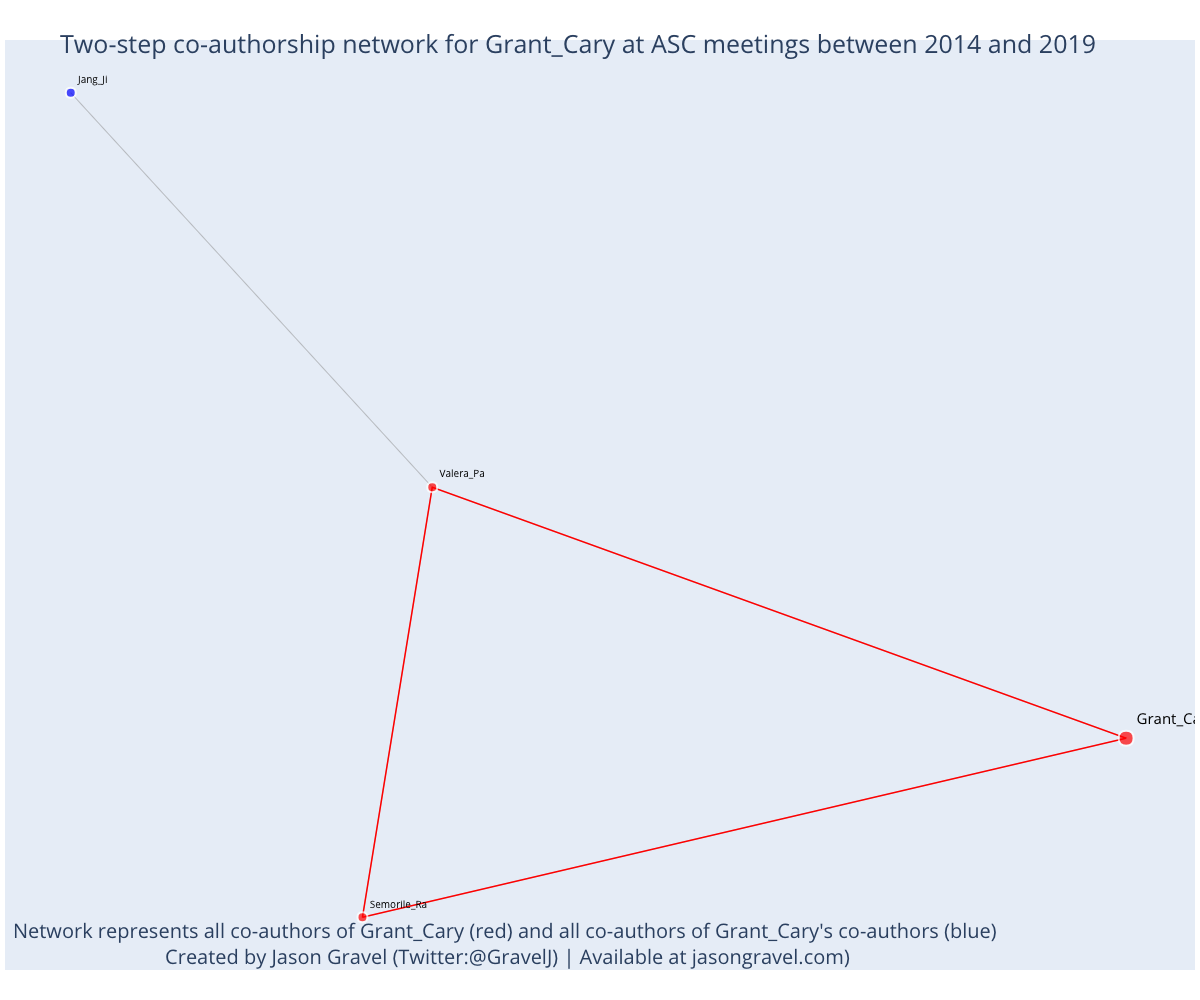 Two-step co-authorship network for Grant_Cary at ASC meetings between 2014 and 2019
Jang_Ji
Valera_Pa
Grant_Ca
Semorile_Ra
Network represents all co-authors of Grant_Cary (red) and all co-authors of Grant_Cary's co-authors (blue)
Created by Jason Gravel (Twitter:@GravelJ) | Available at jasongravel.com)